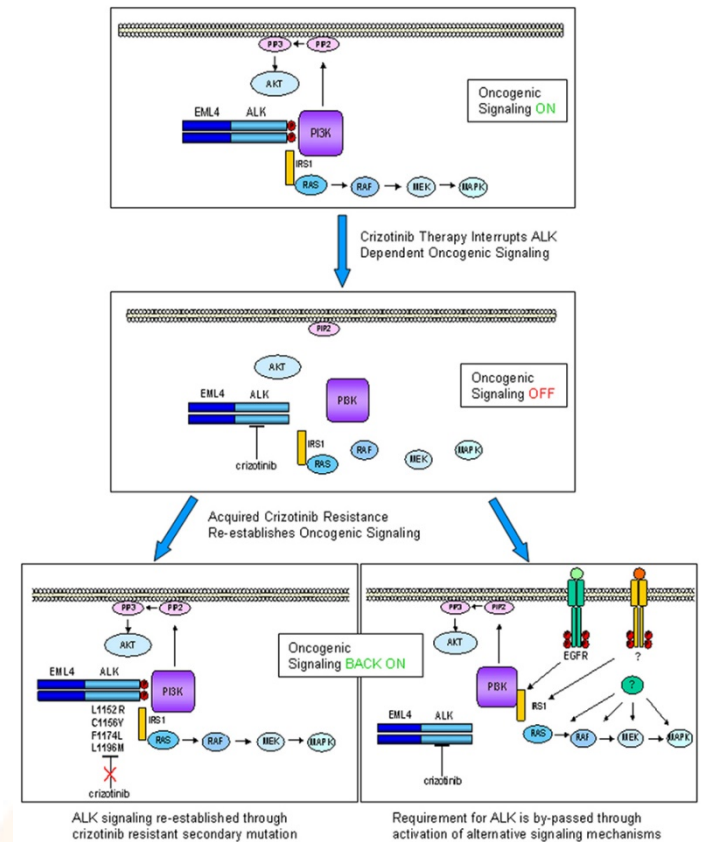 PIP3
PIP2
AKT
EML4
ALK
P
P
PI3K
IRS1
RAS
RAF
MEK
MAPK
Oncogenic
Signaling ON
Crizotinib Therapy Interrupts ALK
Dependent Oncogenic Signaling
PIP2
AKT
EML4
ALK
PI3K
IRS1
RAS
RAF
MEK
MAPK
crizotinib
Oncogenic
Signaling OFF
Acquired Crizotinib Resistance
Re-establishes Oncogenic Signaling
Oncogenic
Signaling BACK ON
PIP3
PIP2
AKT
EML4
ALK
P
P
PI3K
L1152R
C1156Y
F1174L
L1196M
IRS1
RAS
RAF
MEK
MAPK
crizotinib
ALK signaling re-established through
crizotinib resistant secondary mutation
PIP3
PIP2
AKT
EGFR
?
PI3K
IRS1
?
EML4
ALK
RAS
RAF
MEK
MAPK
crizotinib
Requirement for ALK is by-passed through
activation of alternative signaling mechanisms